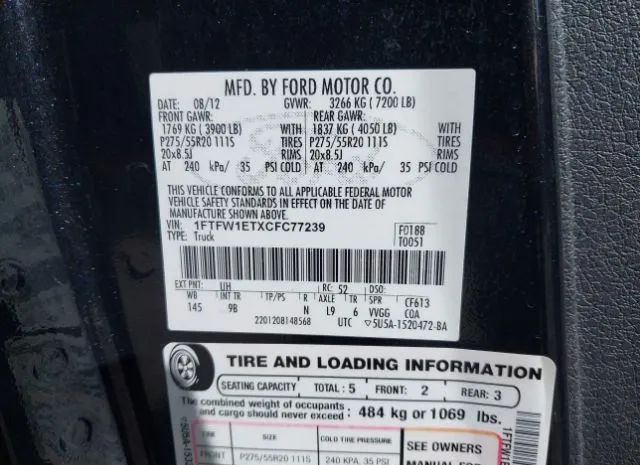 MFD. BY FORD MOTOR CO.
DATE: 08/12 GVWR: 3266 KG ( 7200 LB)
FRONT GAWR: REAR GAWR:
1769 KG ( 3900 LB) WITH 1837 KG ( 4050 LB) WITH
P275/55R20 111S TIRES P275/55R20 111S TIRES
20x8.5J RIMS 20x8.5J RIMS
AT 240 kPa/ 35 PSI COLD AT 240 kPa/ 35 PSI COLD
THIS VEHICLE CONFORMS TO ALL APPLICABLE FEDERAL MOTOR
VEHICLE SAFETY STANDARDS IN EFFECT ON THE DATE OF
MANUFACTURE SHOWN ABOVE.
VIN: 1FTFW1ETXCFC77239 F0188
TYPE: Truck T0051
EXT PNT: UH RC: 52 DSO:
WB INT TR TP/PS R AXLE TR SPR CF613
145 9B N L9 6 VVGG COA
2201208148568 UTC ▽5U5A-1520472-BA
TIRE AND LOADING INFORMATION
SEATING CAPACITY TOTAL : 5 FRONT: 2 REAR: 3
The combined weight of occupants
and cargo should never exceed: 484 kg or 1069 lbs.
TIRE SIZE COLD TIRE PRESSURE SEE OWNERS
FRONT P275/55R20 111S 240 KPA, 35 PSI MANUAL FOR